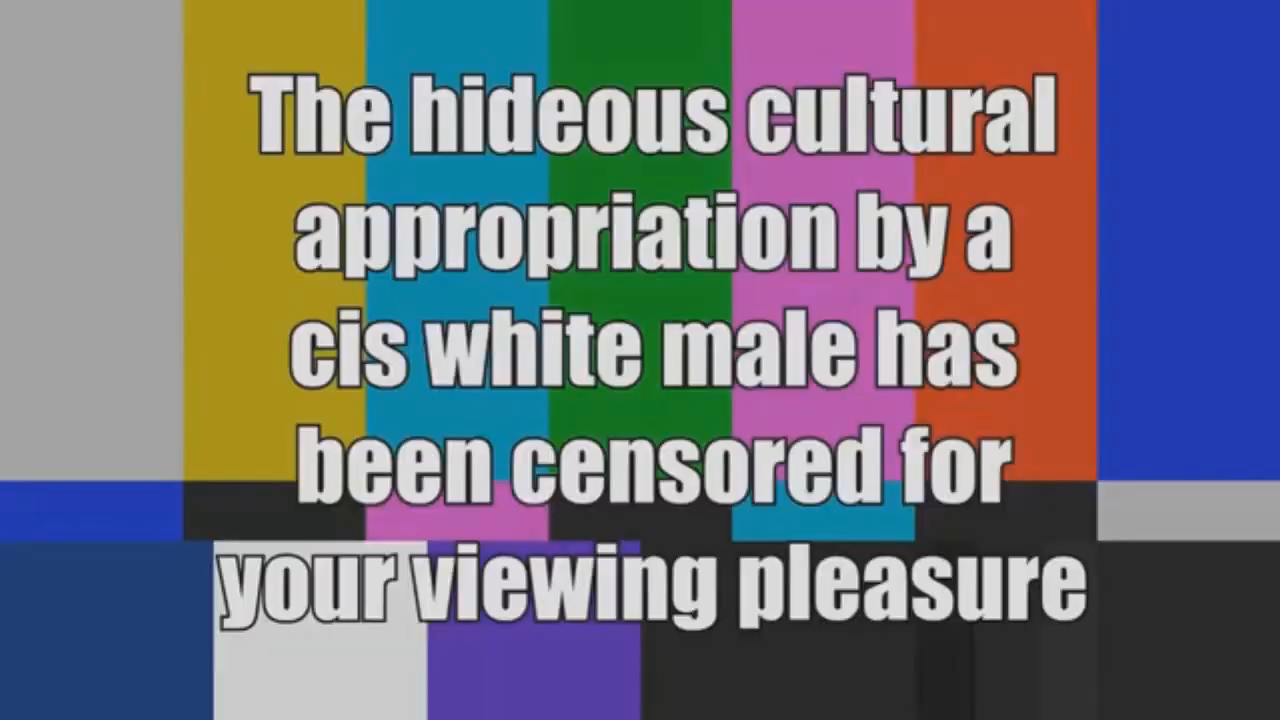 The hideous cultural
appropriation by a
cis white male has
been censored for
your viewing pleasure